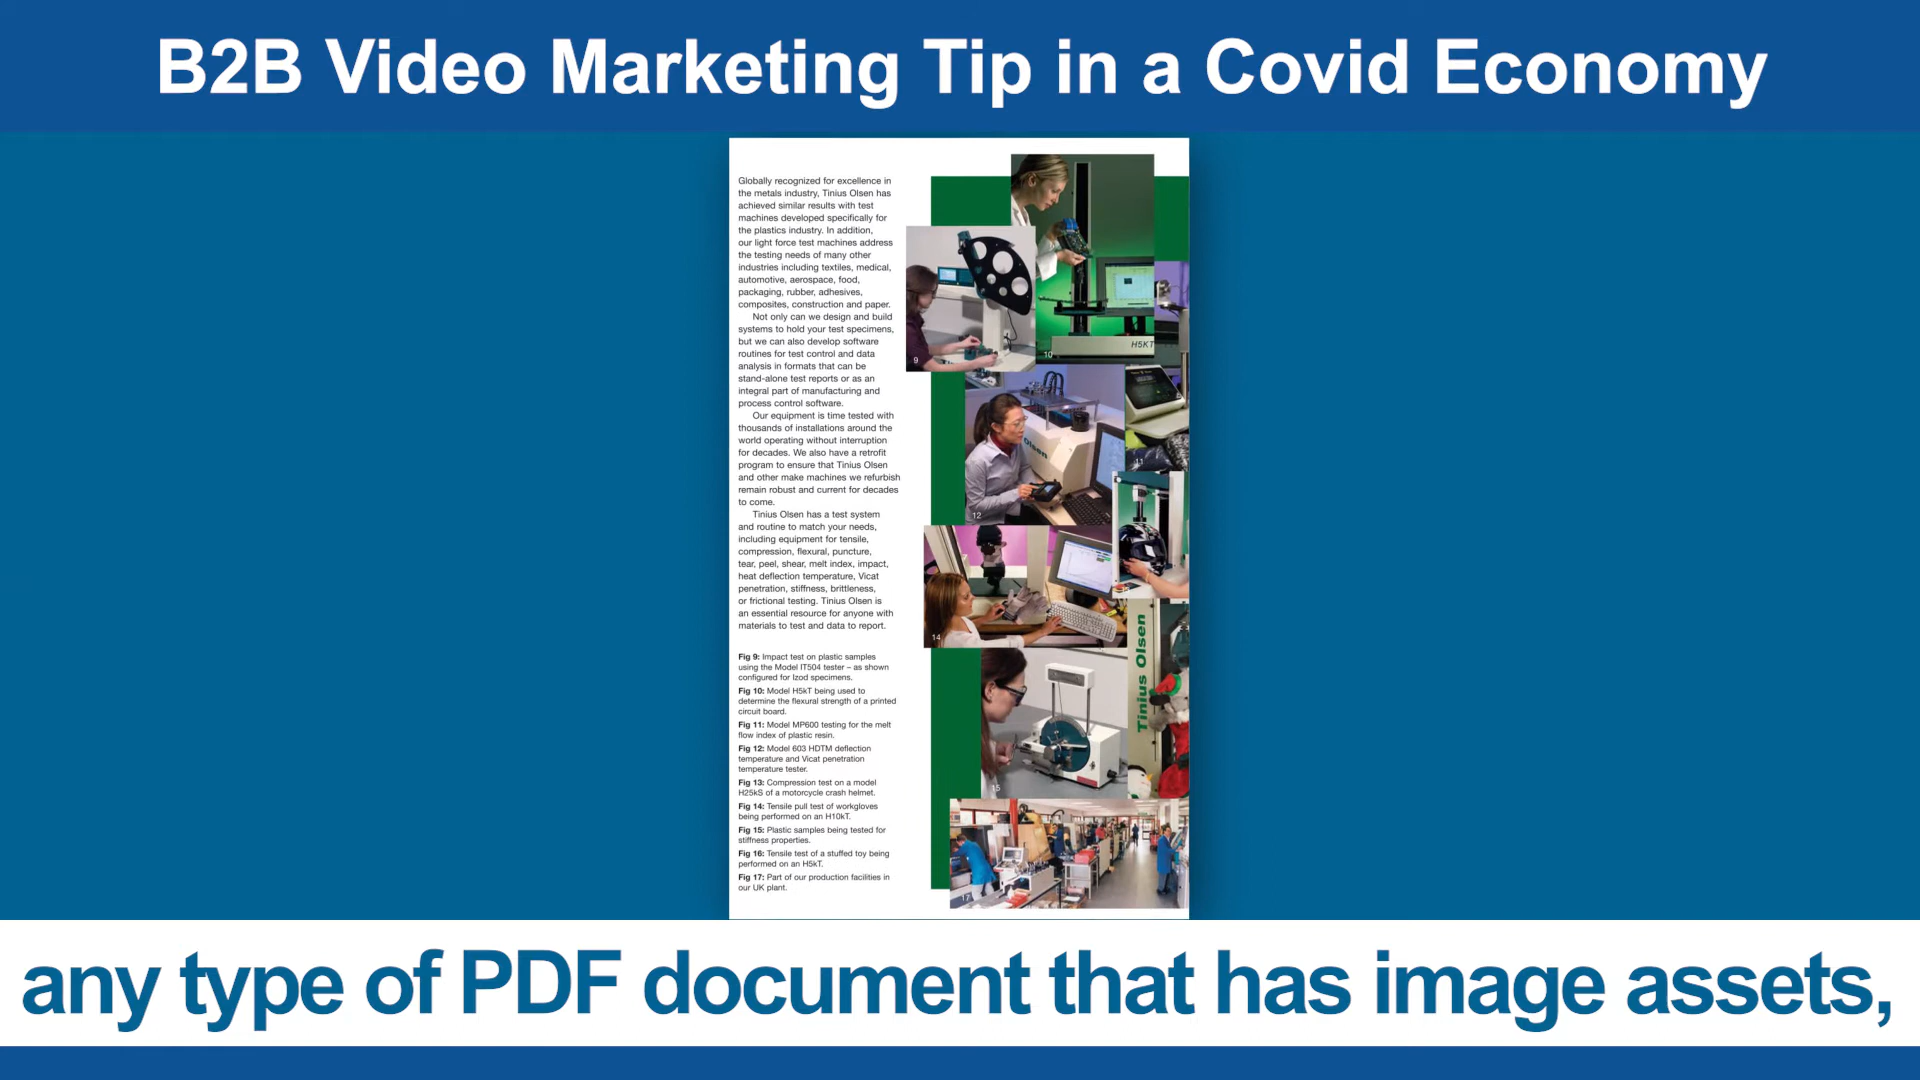 B2B Video Marketing Tip in a Covid Economy
Globally recognized for excellence in
the metals industry, Tinius Olsen has
achieved similar results with test
machines developed specifically for
the plastics industry. In addition,
our light force test machines address
the testing needs of many other
industries including textiles, medical,
automotive, aerospace, food,
packaging, rubber, adhesives,
composites, construction and paper.
Not only can we design and build
systems to hold your test specimens,
but we can also develop software
routines for test control and data
analysis in formats that can be
stand-alone test reports or as an
integral part of manufacturing and
process control software.
Our equipment is time tested with
thousands of installations around the
world operating without interruption
for decades. We also have a retrofit
program to ensure that Tinius Olsen
and other make machines we refurbish
remain robust and current for decades
to come.
Tinius Olsen has a test system
and routine to match your needs,
including equipment for tensile,
compression, flexural, puncture,
tear, peel, shear, melt index, impact,
heat deflection temperature, Vicat
penetration, stiffness, brittleness,
or frictional testing. Tinius Olsen is
an essential resource for anyone with
materials to test and data to report.
Fig 9: Impact test on plastic samples
using the Model IT504 tester – as shown
configured for Izod specimens.
Fig 10: Model H5kT being used to
determine the flexural strength of a printed
circuit board.
Fig 11: Model MP600 testing for the melt
flow index of plastic resin.
Fig 12: Model 603 HDTM deflection
temperature and Vicat penetration
temperature tester.
Fig 13: Compression test on a model
H25kS of a motorcycle crash helmet.
Fig 14: Tensile pull test of workgloves
being performed on an H10kT.
Fig 15: Plastic samples being tested for
stiffness properties.
Fig 16: Tensile test of a stuffed toy being
performed on an H5kT.
Fig 17: Part of our production facilities in
our UK plant.
9
H5KT
10
Olsen
11
12
14
Tinius Olsen
15
17
any type of PDF document that has image assets,